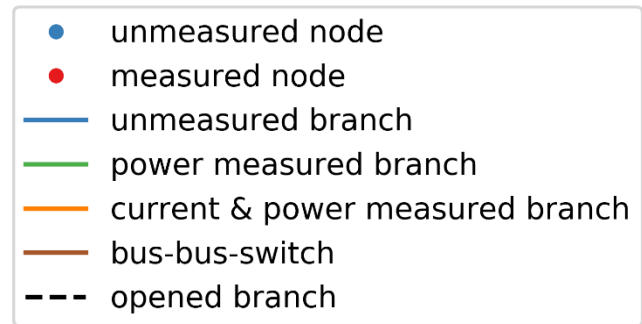 unmeasured node
measured node
unmeasured branch
power measured branch
current & power measured branch
bus-bus-switch
opened branch